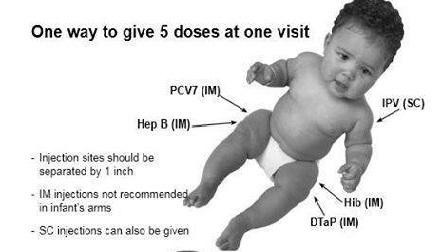 One way to give 5 doses at one visit
PCV7 (IM)
IPV (SC)
Hep B (IM)
- Injection sites should be
separated by 1 inch
- IM injections not recommended
in infant's arms
Hib (IM)
DTaP (IM)
- SC injections can also be given